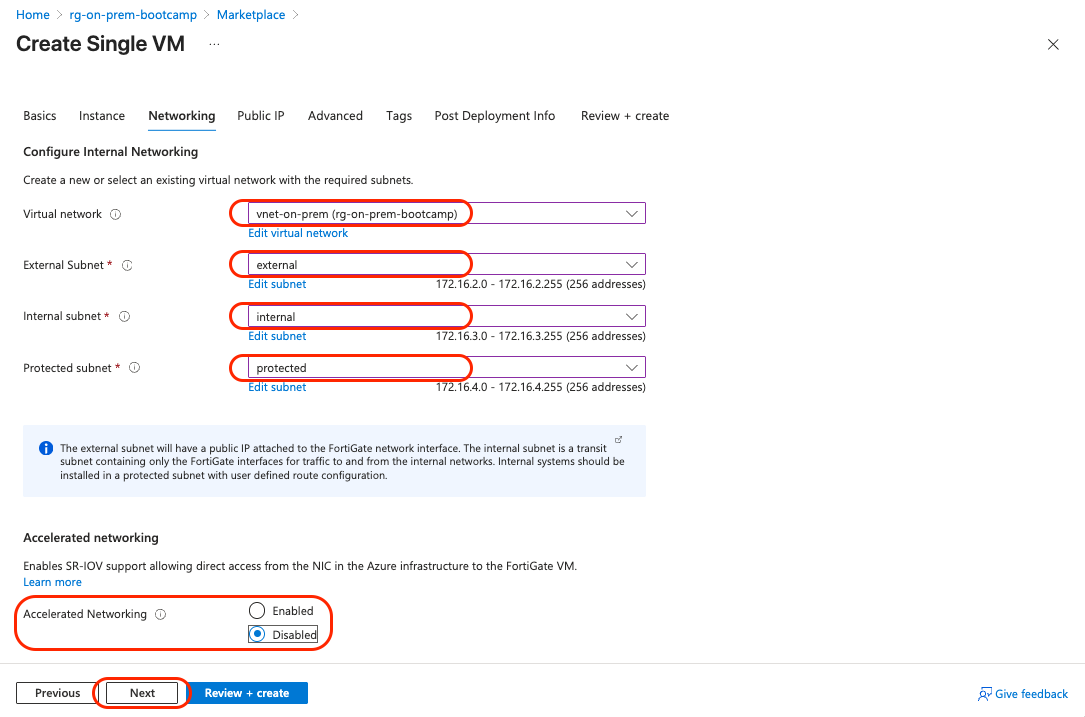 Home > rg-on-prem-bootcamp > Marketplace >
Create Single VM ...
Basics Instance Networking Public IP Advanced Tags Post Deployment Info Review + create
Configure Internal Networking
Create a new or select an existing virtual network with the required subnets.
Virtual network vnet-on-prem (rg-on-prem-bootcamp)
Edit virtual network
External Subnet * external
Edit subnet 172.16.2.0 - 172.16.2.255 (256 addresses)
Internal subnet * internal
Edit subnet 172.16.3.0 - 172.16.3.255 (256 addresses)
Protected subnet * protected
Edit subnet 172.16.4.0 - 172.16.4.255 (256 addresses)
The external subnet will have a public IP attached to the FortiGate network interface. The internal subnet is a transit
subnet containing only the FortiGate interfaces for traffic to and from the internal networks. Internal systems should be
installed in a protected subnet with user defined route configuration.
Accelerated networking
Enables SR-IOV support allowing direct access from the NIC in the Azure infrastructure to the FortiGate VM.
Learn more
Accelerated Networking Enabled
Disabled
Previous Next Review + create Give feedback